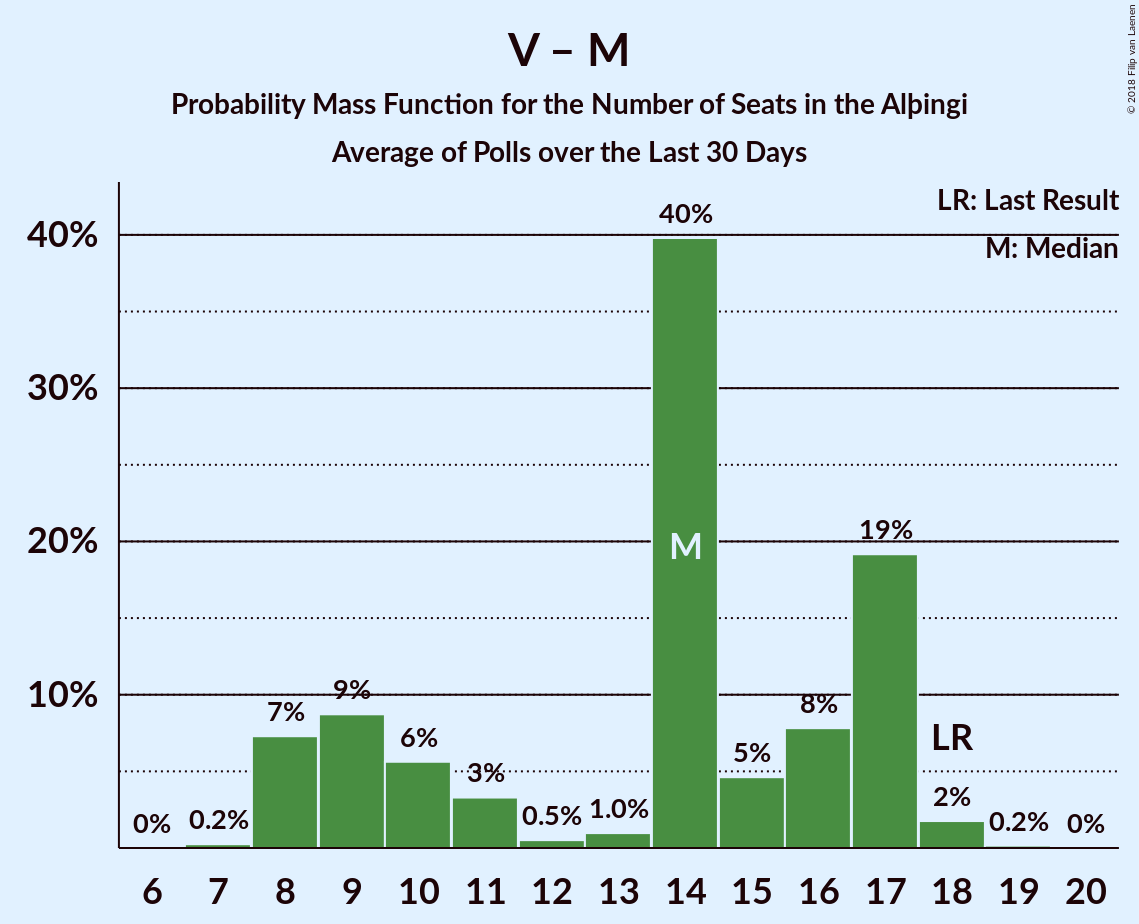 V – M
Probability Mass Function for the Number of Seats in the Alþingi
Average of Polls over the Last 30 Days
© 2018 Filip van Laenen
LR: Last Result
M: Median
40%
30%
20%
10%
0%
0.2%
7%
9%
6%
3%
0.5%
1.0%
40%
M
5%
8%
19%
LR
2%
0.2%
0%
6 7 8 9 10 11 12 13 14 15 16 17 18 19 20